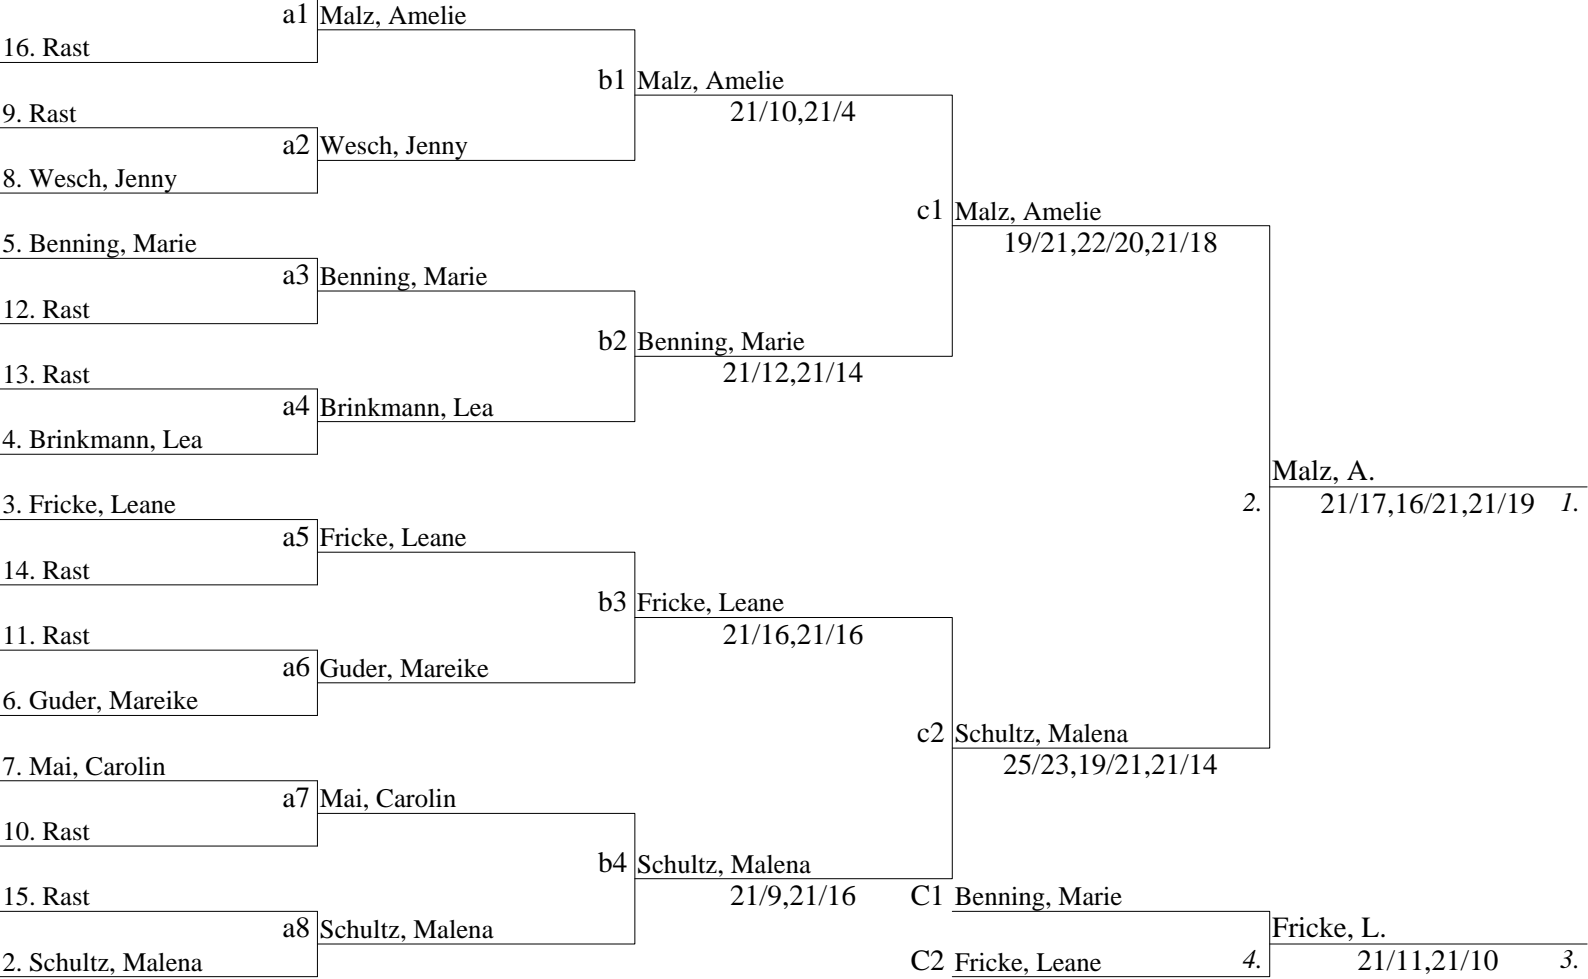 a1 Malz, Amelie
16. Rast
b1 Malz, Amelie
21/10,21/4
9. Rast
a2 Wesch, Jenny
8. Wesch, Jenny
c1 Malz, Amelie
19/21,22/20,21/18
5. Benning, Marie
a3 Benning, Marie
12. Rast
b2 Benning, Marie
21/12,21/14
13. Rast
a4 Brinkmann, Lea
4. Brinkmann, Lea
Malz, A.
2. 21/17,16/21,21/19 1.
3. Fricke, Leane
a5 Fricke, Leane
14. Rast
b3 Fricke, Leane
21/16,21/16
11. Rast
a6 Guder, Mareike
6. Guder, Mareike
c2 Schultz, Malena
25/23,19/21,21/14
7. Mai, Carolin
a7 Mai, Carolin
10. Rast
b4 Schultz, Malena
21/9,21/16
15. Rast
a8 Schultz, Malena
2. Schultz, Malena
C1 Benning, Marie
Fricke, L.
C2 Fricke, Leane 4. 21/11,21/10 3.